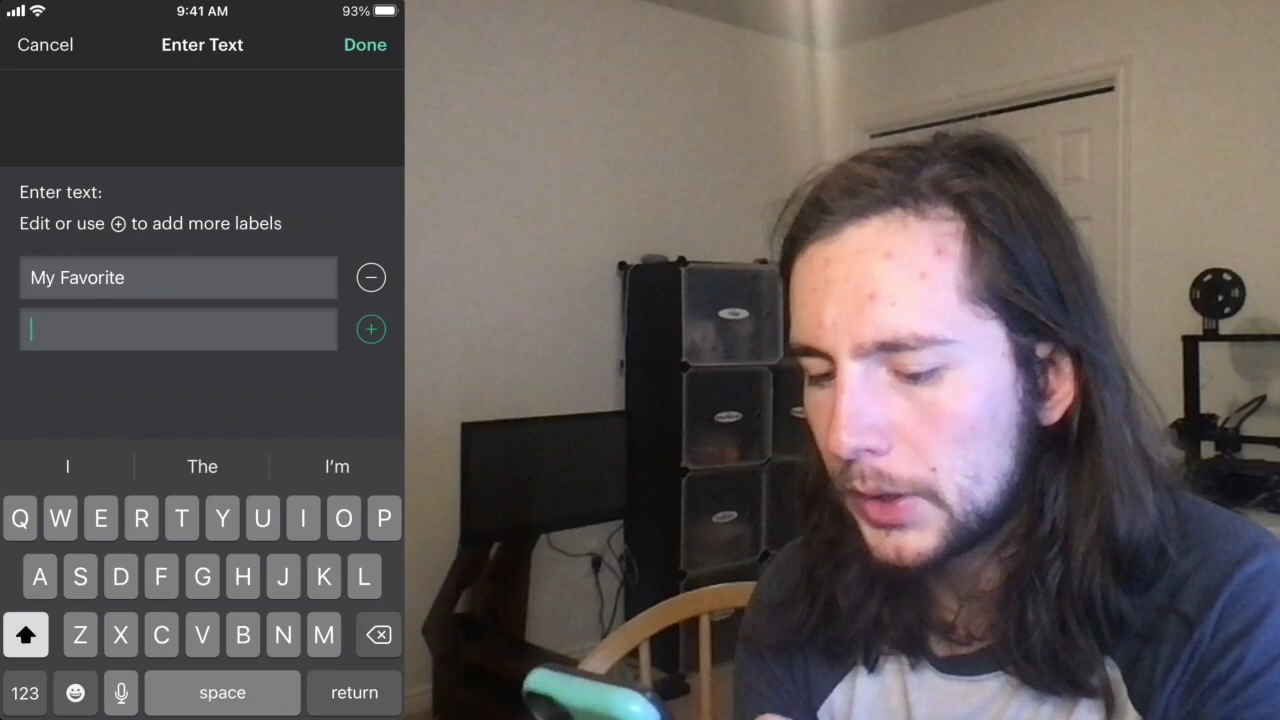 9:41 AM
93%
Cancel
Enter Text
Done
Enter text:
Edit or use ⊕ to add more labels
My Favorite
I
The
I'm
Q W E R T Y U I O P
A S D F G H J K L
Z X C V B N M
123
space
return